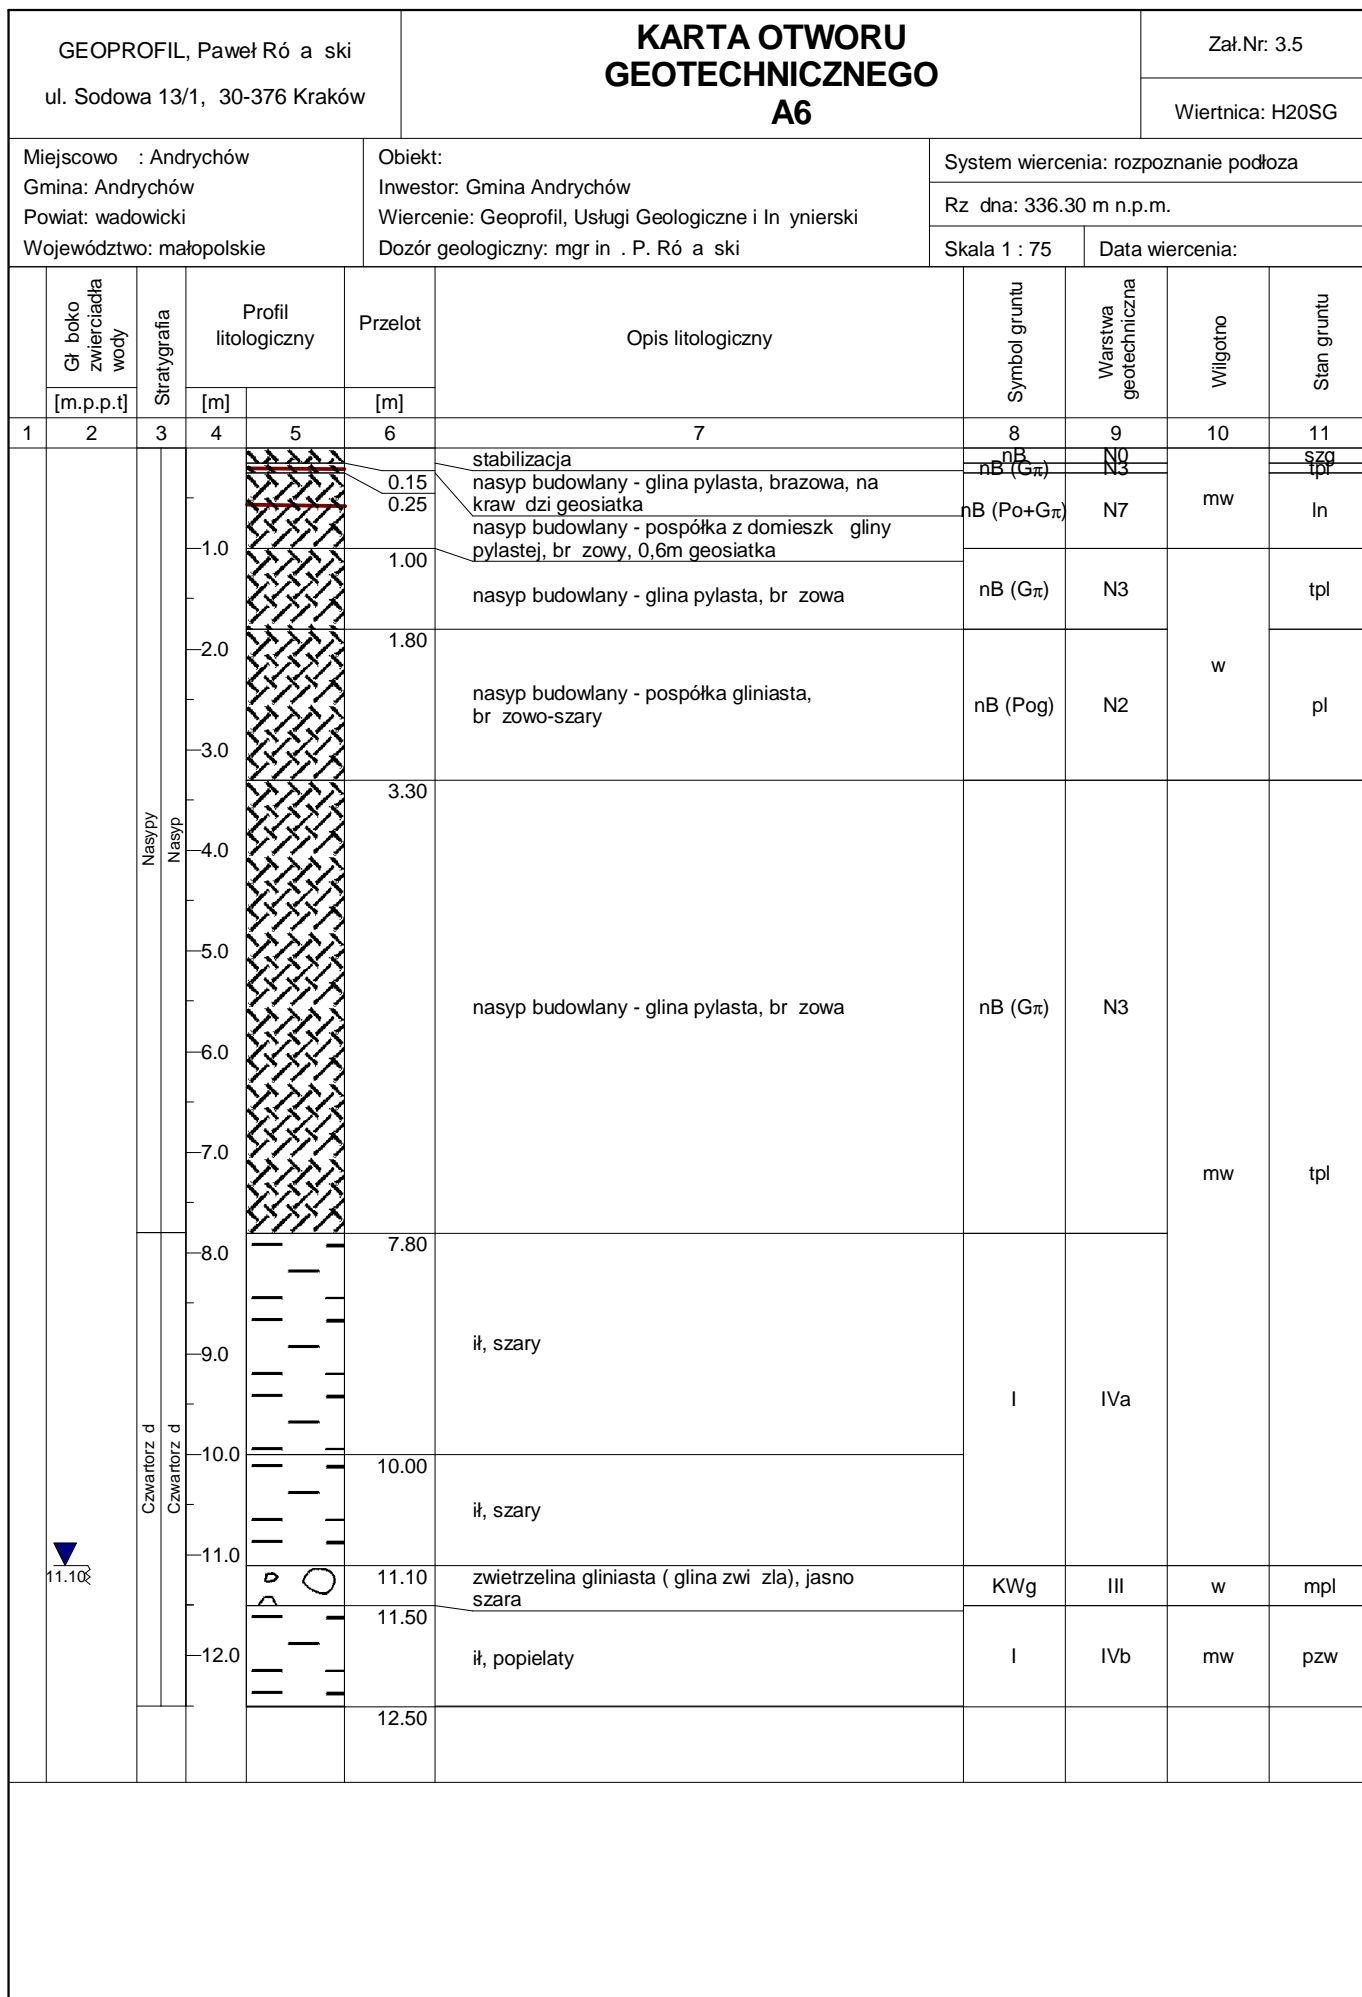 GEOPROFIL, Paweł Ró a ski
ul. Sodowa 13/1, 30-376 Kraków
KARTA OTWORU
GEOTECHNICZNEGO
A6
Zał.Nr: 3.5
Wiertnica: H20SG
Miejscowo : Andrychów
Gmina: Andrychów
Powiat: wadowicki
Województwo: małopolskie
Obiekt:
Inwestor: Gmina Andrychów
Wiercenie: Geoprofil, Usługi Geologiczne i In ynierski
Dozór geologiczny: mgr in . P. Ró a ski
System wiercenia: rozpoznanie podłoza
Rz dna: 336.30 m n.p.m.
Skala 1 : 75
Data wiercenia:
Gł boko
zwierciadła
wody
[m.p.p.t]
Stratygrafia
Profil
litologiczny
[m]
Przelot
[m]
Opis litologiczny
Symbol gruntu
Warstwa
geotechniczna
Wilgotno
Stan gruntu
1 2 3 4 5 6 7 8 9 10 11
stabilizacja
nB N0 szg
0.15
nasyp budowlany - glina pylasta, brazowa, na
kraw dzi geosiatka
nB (Gπ) N3 tpl
0.25
nasyp budowlany - pospółka z domieszk gliny
pylastej, br zowy, 0,6m geosiatka
nB (Po+Gπ) N7 mw ln
1.0
1.00
nasyp budowlany - glina pylasta, br zowa
nB (Gπ) N3 tpl
1.80
2.0
w
nasyp budowlany - pospółka gliniasta,
br zowo-szary
nB (Pog) N2 pl
3.0
3.30
Nasypy
Nasyp
4.0
5.0
nasyp budowlany - glina pylasta, br zowa
nB (Gπ) N3
6.0
7.0
mw tpl
7.80
8.0
9.0
ił, szary
I IVa
Czwartorz d
Czwartorz d
10.0
10.00
ił, szary
11.0
11.10
11.10
zwietrzelina gliniasta ( glina zwi zla), jasno
szara
KWg III w mpl
11.50
12.0
ił, popielaty
I IVb mw pzw
12.50